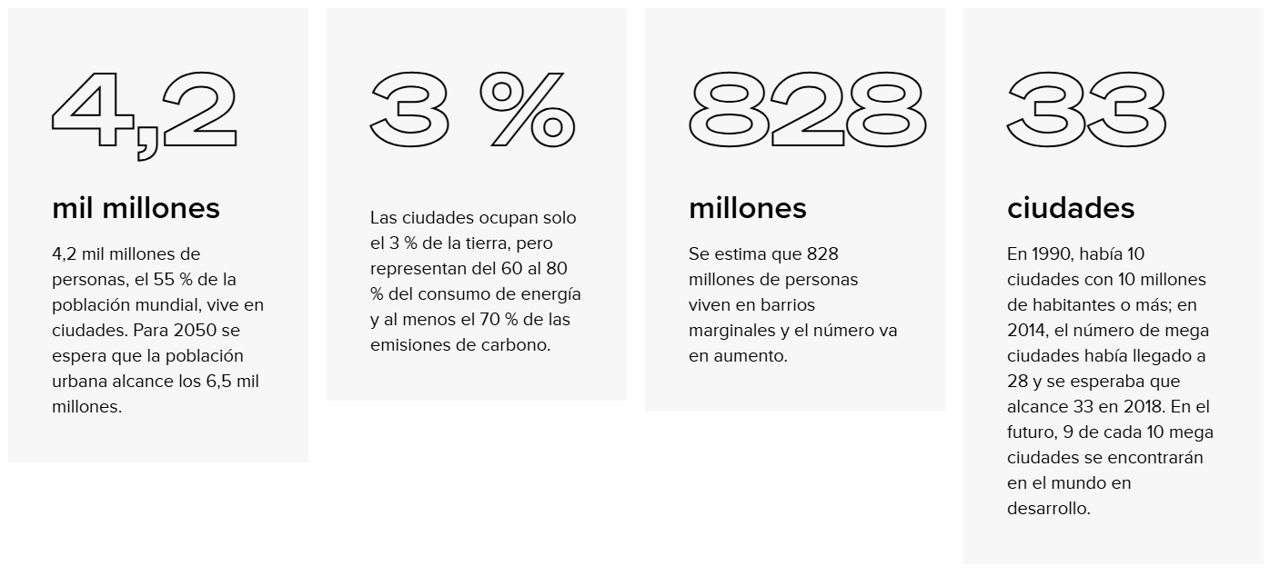 4,2
mil millones
4,2 mil millones de
personas, el 55 % de la
población mundial, vive en
ciudades. Para 2050 se
espera que la población
urbana alcance los 6,5 mil
millones.
3 %
Las ciudades ocupan solo
el 3 % de la tierra, pero
representan del 60 al 80
% del consumo de energía
y al menos el 70 % de las
emisiones de carbono.
828
millones
Se estima que 828
millones de personas
viven en barrios
marginales y el número va
en aumento.
33
ciudades
En 1990, había 10
ciudades con 10 millones
de habitantes o más; en
2014, el número de mega
ciudades había llegado a
28 y se esperaba que
alcance 33 en 2018. En el
futuro, 9 de cada 10 mega
ciudades se encontrarán
en el mundo en
desarrollo.